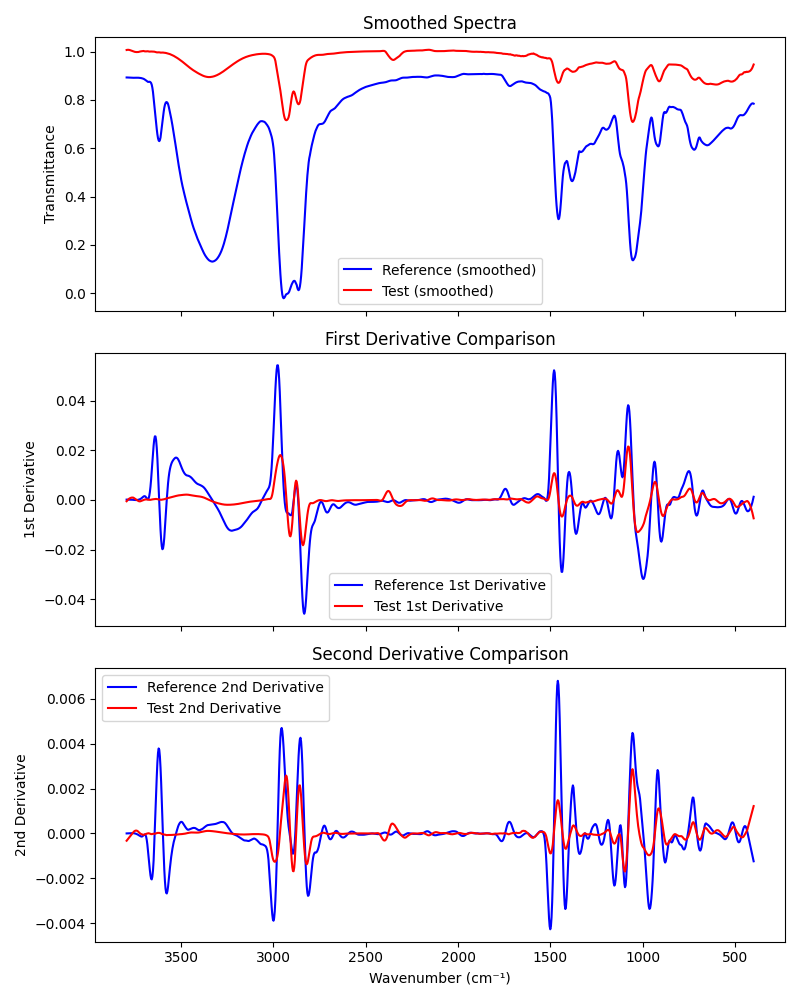 Smoothed Spectra
1.0
0.8
0.6
0.4
0.2
0.0
Transmittance
Reference (smoothed)
Test (smoothed)
First Derivative Comparison
0.04
0.02
0.00
−0.02
−0.04
1st Derivative
Reference 1st Derivative
Test 1st Derivative
Second Derivative Comparison
0.006
0.004
0.002
0.000
−0.002
−0.004
2nd Derivative
Reference 2nd Derivative
Test 2nd Derivative
3500 3000 2500 2000 1500 1000 500
Wavenumber (cm⁻¹)